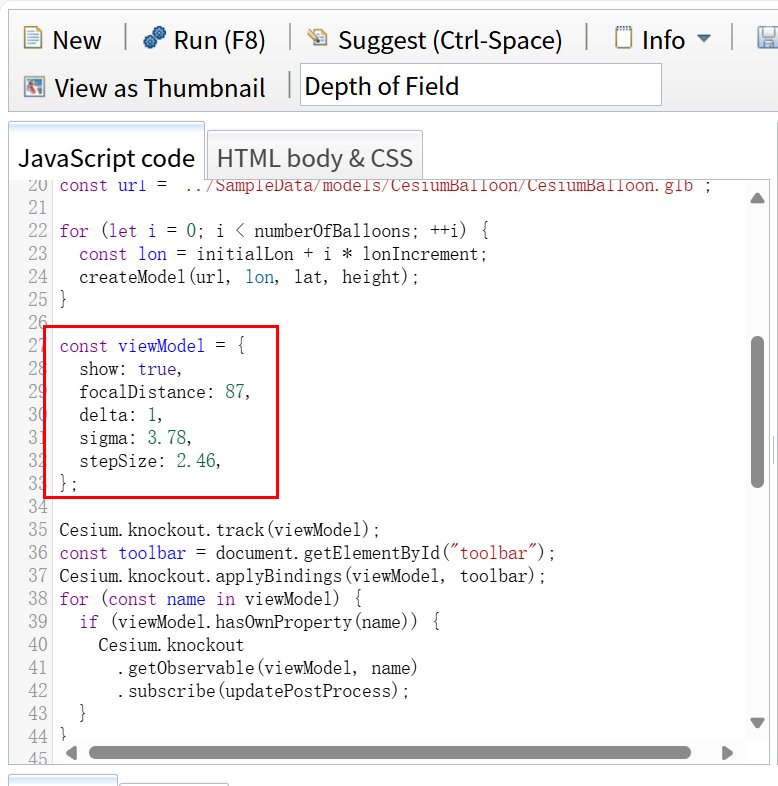 New Run (F8) Suggest (Ctrl-Space) Info
View as Thumbnail Depth of Field
JavaScript code HTML body & CSS
20 const url = "../SampleData/models/CesiumBalloon/CesiumBalloon.glb";
21
22 for (let i = 0; i < numberOfBalloons; ++i) {
23 const lon = initialLon + i * lonIncrement;
24 createModel(url, lon, lat, height);
25 }
26
27 const viewModel = {
28 show: true,
29 focalDistance: 87,
30 delta: 1,
31 sigma: 3.78,
32 stepSize: 2.46,
33 };
34
35 Cesium.knockout.track(viewModel);
36 const toolbar = document.getElementById("toolbar");
37 Cesium.knockout.applyBindings(viewModel, toolbar);
38 for (const name in viewModel) {
39 if (viewModel.hasOwnProperty(name)) {
40 Cesium.knockout
41 .getObservable(viewModel, name)
42 .subscribe(updatePostProcess);
43 }
44 }
45